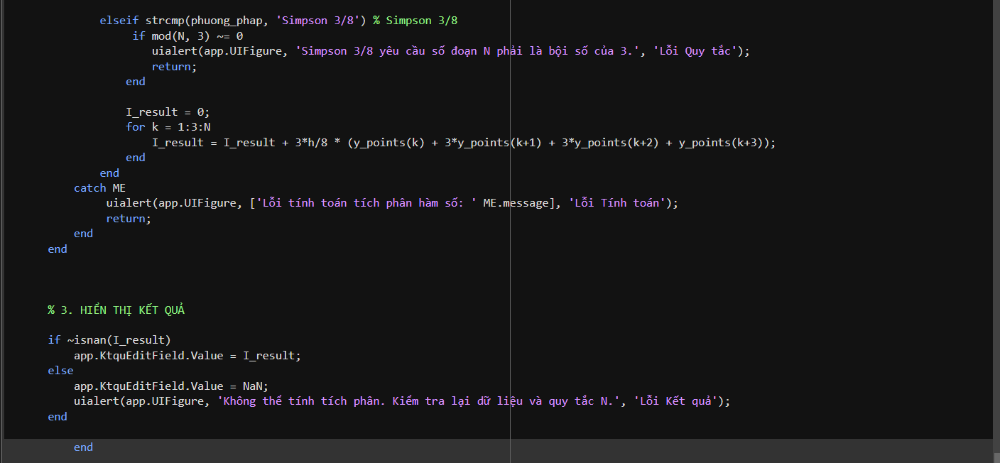 elseif strcmp(phuong_phap, 'Simpson 3/8') % Simpson 3/8
if mod(N, 3) ~= 0
uialert(app.UIFigure, 'Simpson 3/8 yêu cầu số đoạn N phải là bội số của 3.', 'Lỗi Quy tắc');
return;
end
I_result = 0;
for k = 1:3:N
I_result = I_result + 3*h/8 * (y_points(k) + 3*y_points(k+1) + 3*y_points(k+2) + y_points(k+3));
end
end
catch ME
uialert(app.UIFigure, ['Lỗi tính toán tích phân hàm số: ' ME.message], 'Lỗi Tính toán');
return;
end
end
% 3. HIỂN THỊ KẾT QUẢ
if ~isnan(I_result)
app.KtquEditField.Value = I_result;
else
app.KtquEditField.Value = NaN;
uialert(app.UIFigure, 'Không thể tính tích phân. Kiểm tra lại dữ liệu và quy tắc N.', 'Lỗi Kết quả');
end
end